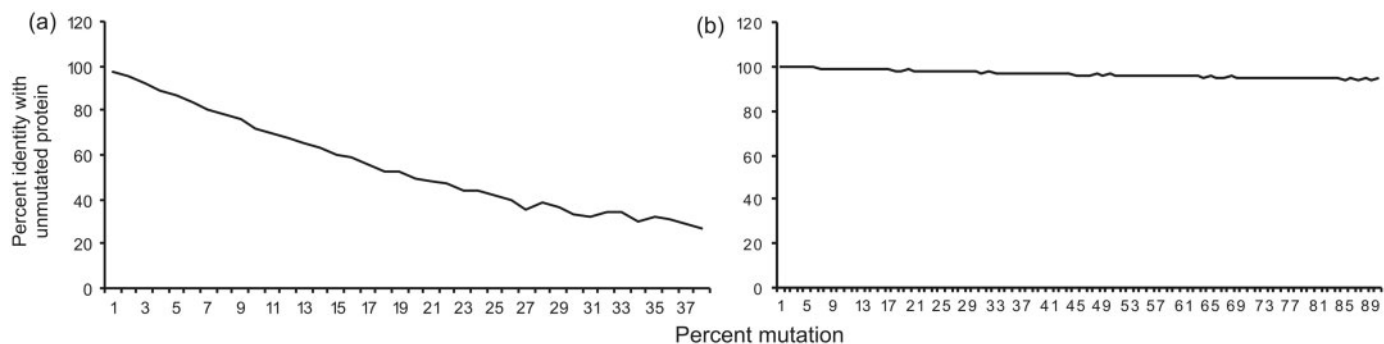 (a)
(b)
Percent identity with
unmutated protein
120
100
80
60
40
20
0
1 3 5 7 9 11 13 15 17 19 21 23 25 27 29 31 33 35 37
120
100
80
60
40
20
0
1 5 9 13 17 21 25 29 33 37 41 45 49 53 57 61 65 69 73 77 81 85 89
Percent mutation